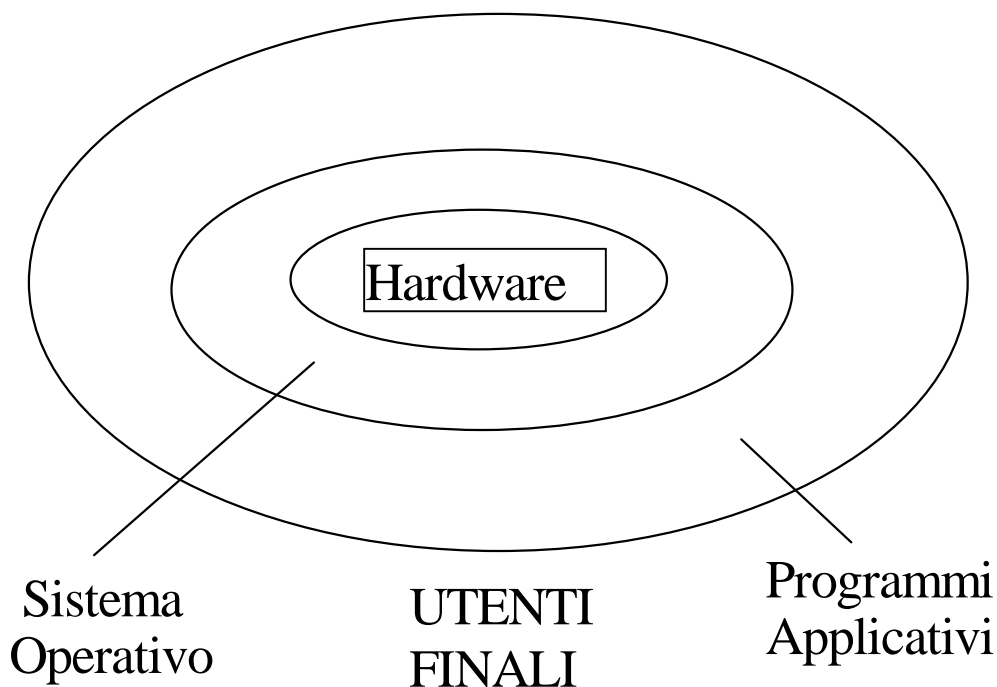 Hardware
Sistema
Operativo
UTENTI
FINALI
Programmi
Applicativi